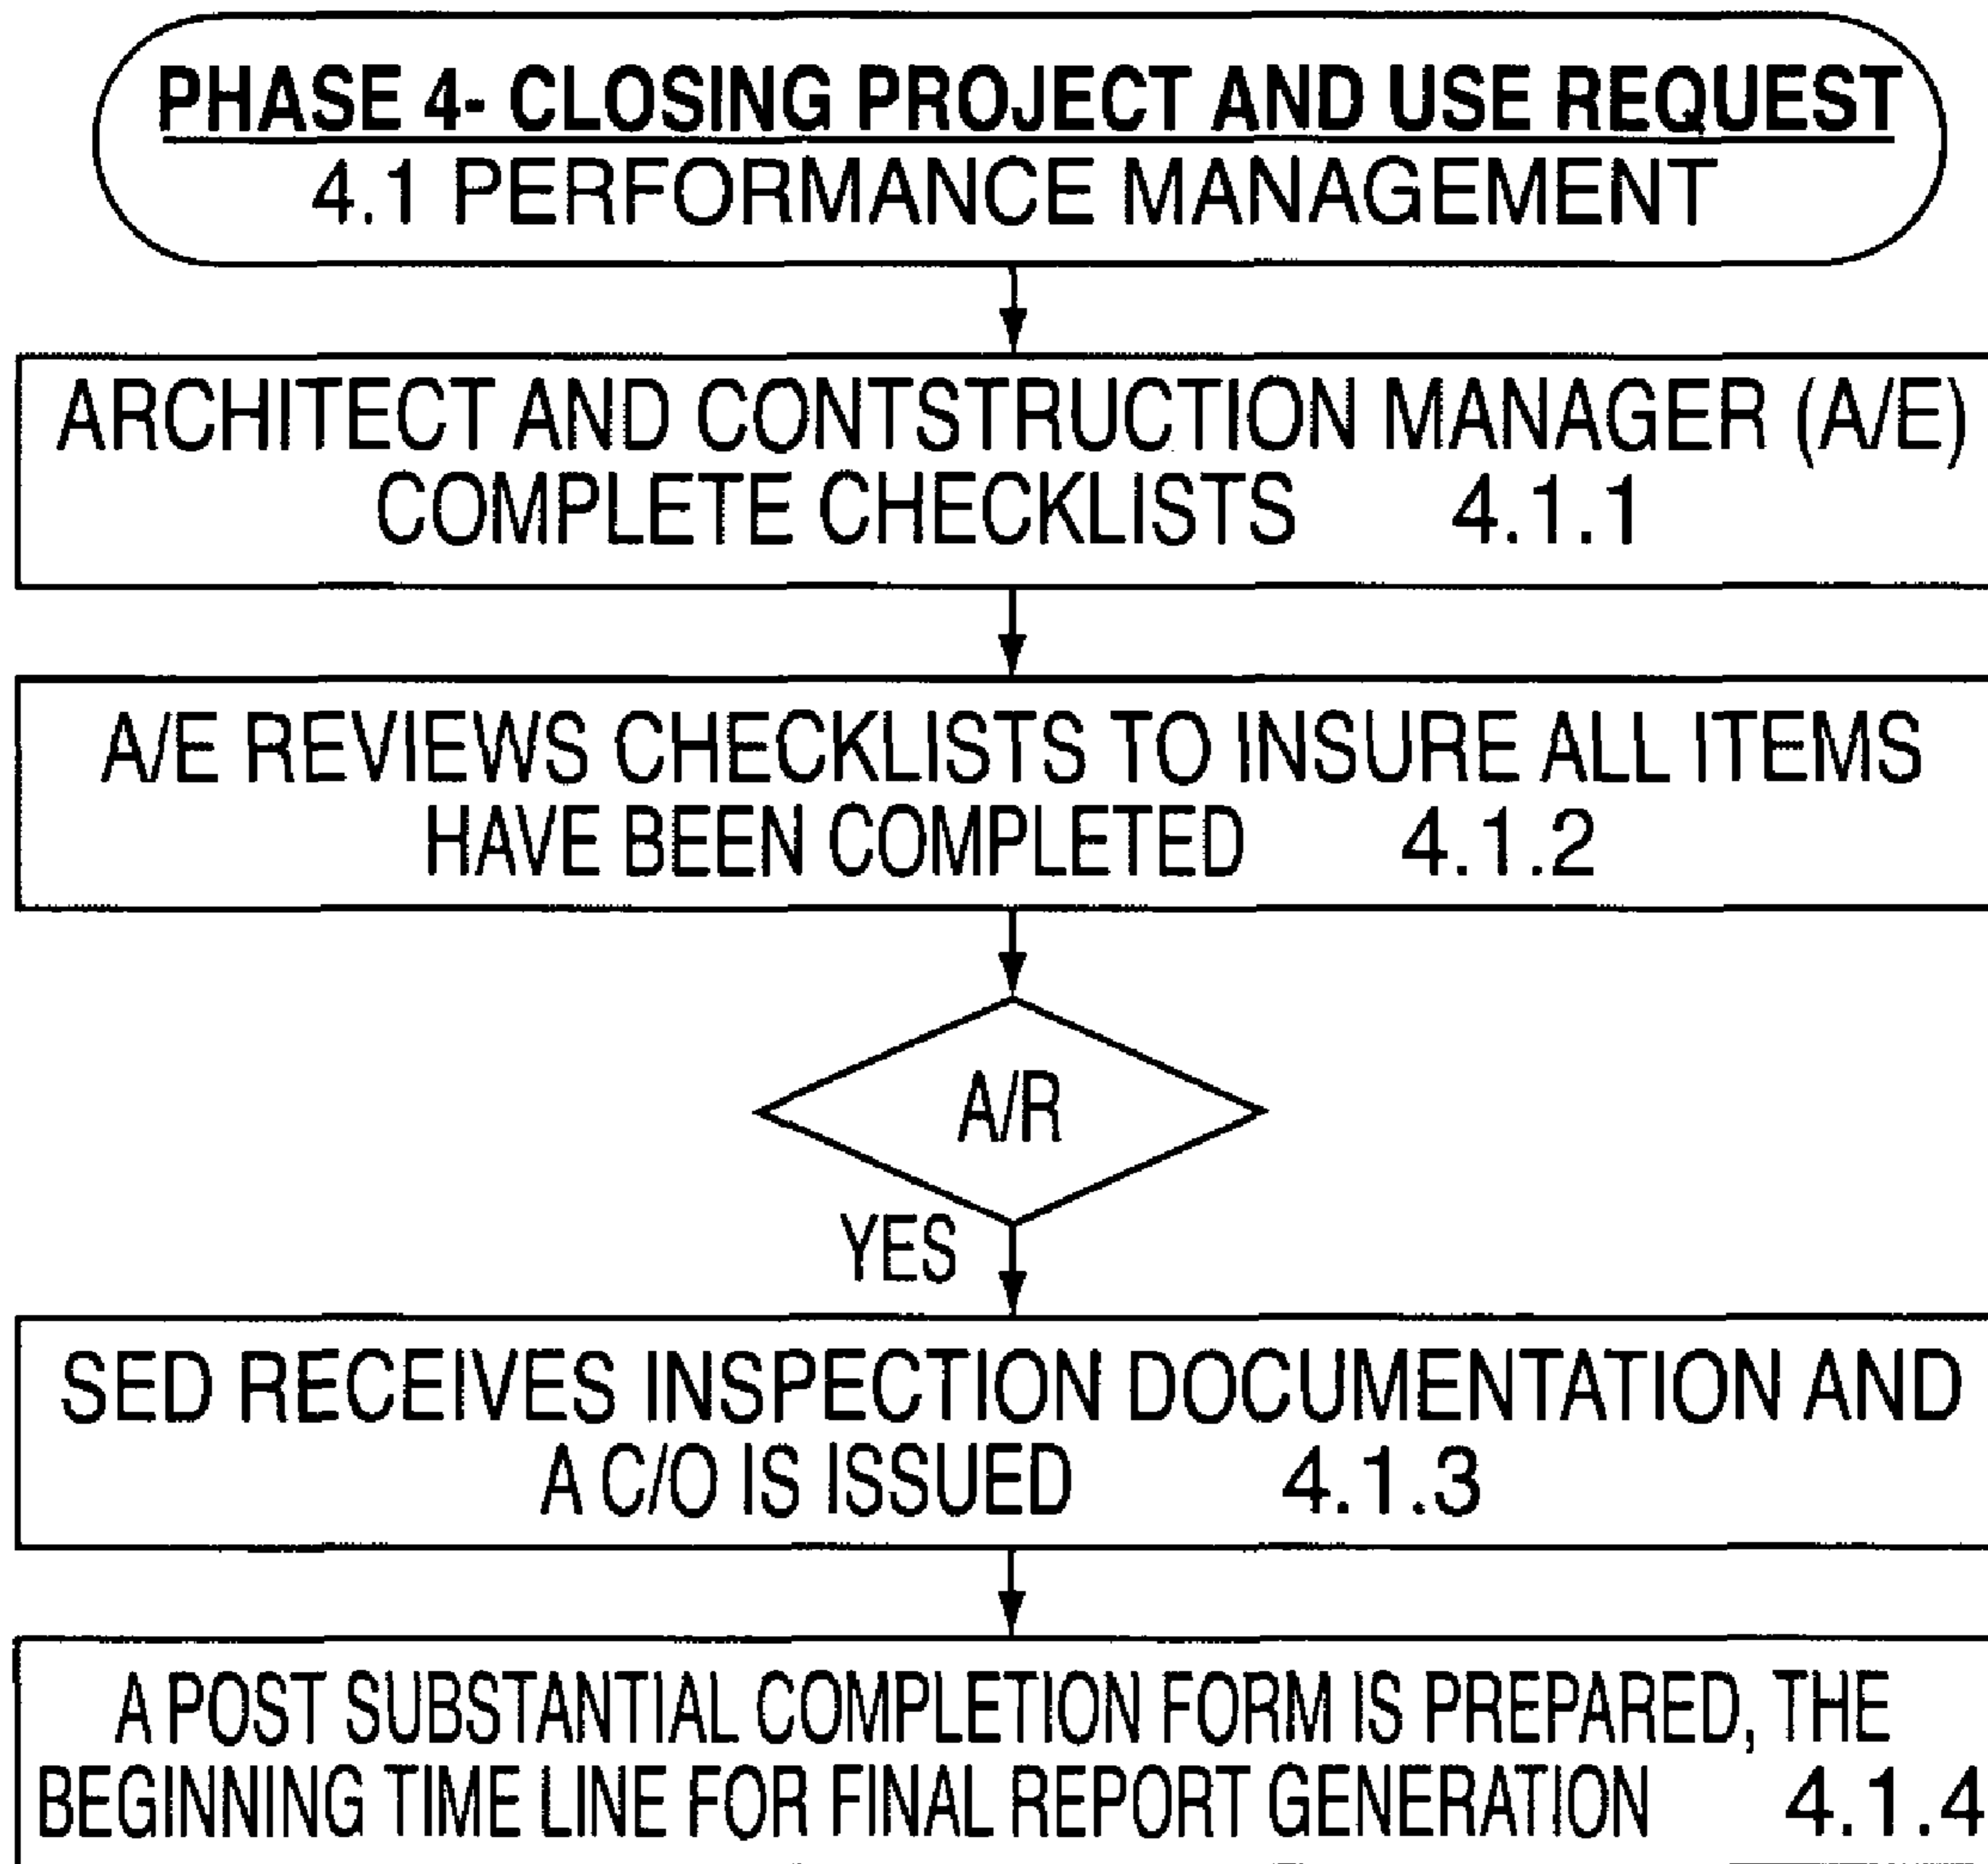 PHASE 4- CLOSING PROJECT AND USE REQUEST
4.1 PERFORMANCE MANAGEMENT
ARCHITECT AND CONTSTRUCTION MANAGER (A/E)
COMPLETE CHECKLISTS 4.1.1
A/E REVIEWS CHECKLISTS TO INSURE ALL ITEMS
HAVE BEEN COMPLETED 4.1.2
A/R
YES
SED RECEIVES INSPECTION DOCUMENTATION AND
A C/O IS ISSUED 4.1.3
A POST SUBSTANTIAL COMPLETION FORM IS PREPARED, THE
BEGINNING TIME LINE FOR FINAL REPORT GENERATION 4.1.4